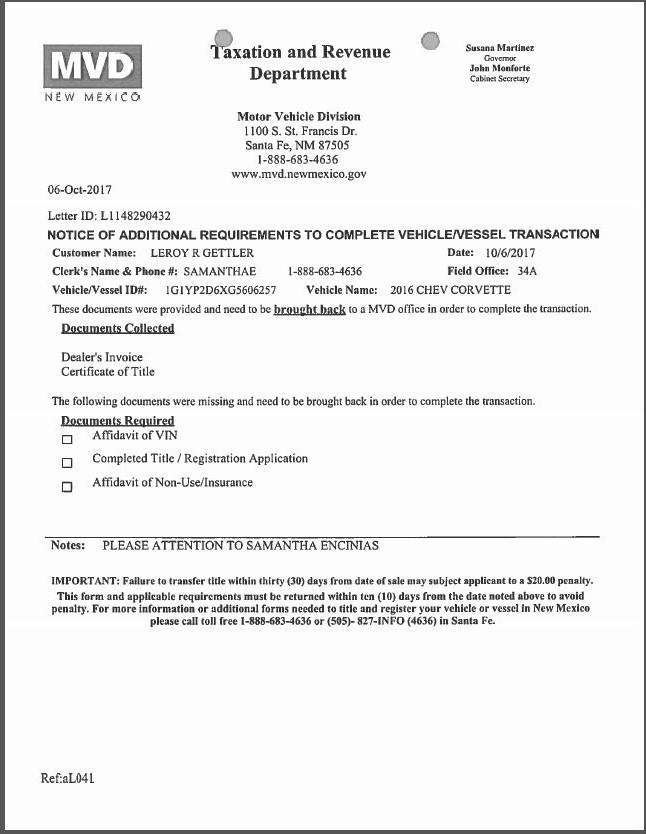 MVD
NEW MEXICO
Taxation and Revenue
Department
Susana Martinez
Governor
John Monforte
Cabinet Secretary
Motor Vehicle Division
1100 S. St. Francis Dr.
Santa Fe, NM 87505
1-888-683-4636
www.mvd.newmexico.gov
06-Oct-2017
Letter ID: L1148290432
NOTICE OF ADDITIONAL REQUIREMENTS TO COMPLETE VEHICLE/VESSEL TRANSACTION
Customer Name: LEROY R GETTLER Date: 10/6/2017
Clerk's Name & Phone #: SAMANTHAE 1-888-683-4636 Field Office: 34A
Vehicle/Vessel ID#: 1G1YP2D6XG5606257 Vehicle Name: 2016 CHEV CORVETTE
These documents were provided and need to be brought back to a MVD office in order to complete the transaction.
Documents Collected
Dealer's Invoice
Certificate of Title
The following documents were missing and need to be brought back in order to complete the transaction.
Documents Required
Affidavit of VIN
Completed Title / Registration Application
Affidavit of Non-Use/Insurance
Notes: PLEASE ATTENTION TO SAMANTHA ENCINIAS
IMPORTANT: Failure to transfer title within thirty (30) days from date of sale may subject applicant to a $20.00 penalty.
This form and applicable requirements must be returned within ten (10) days from the date noted above to avoid
penalty. For more information or additional forms needed to title and register your vehicle or vessel in New Mexico
please call toll free 1-888-683-4636 or (505)- 827-INFO (4636) in Santa Fe.
Ref:aL041